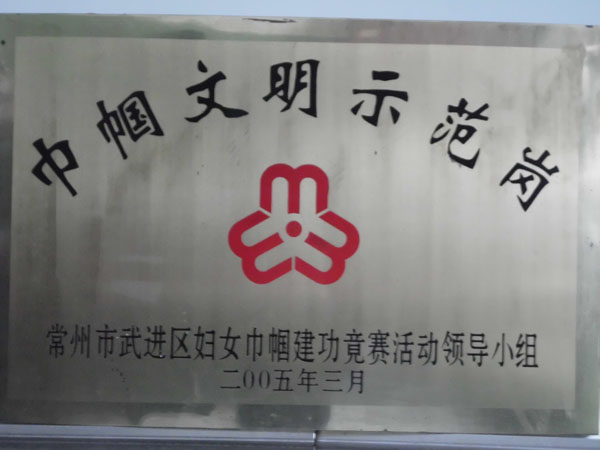 巾帼文明示范岗
常州市武进区妇女巾帼建功竟赛活动领导小组
二00五年三月